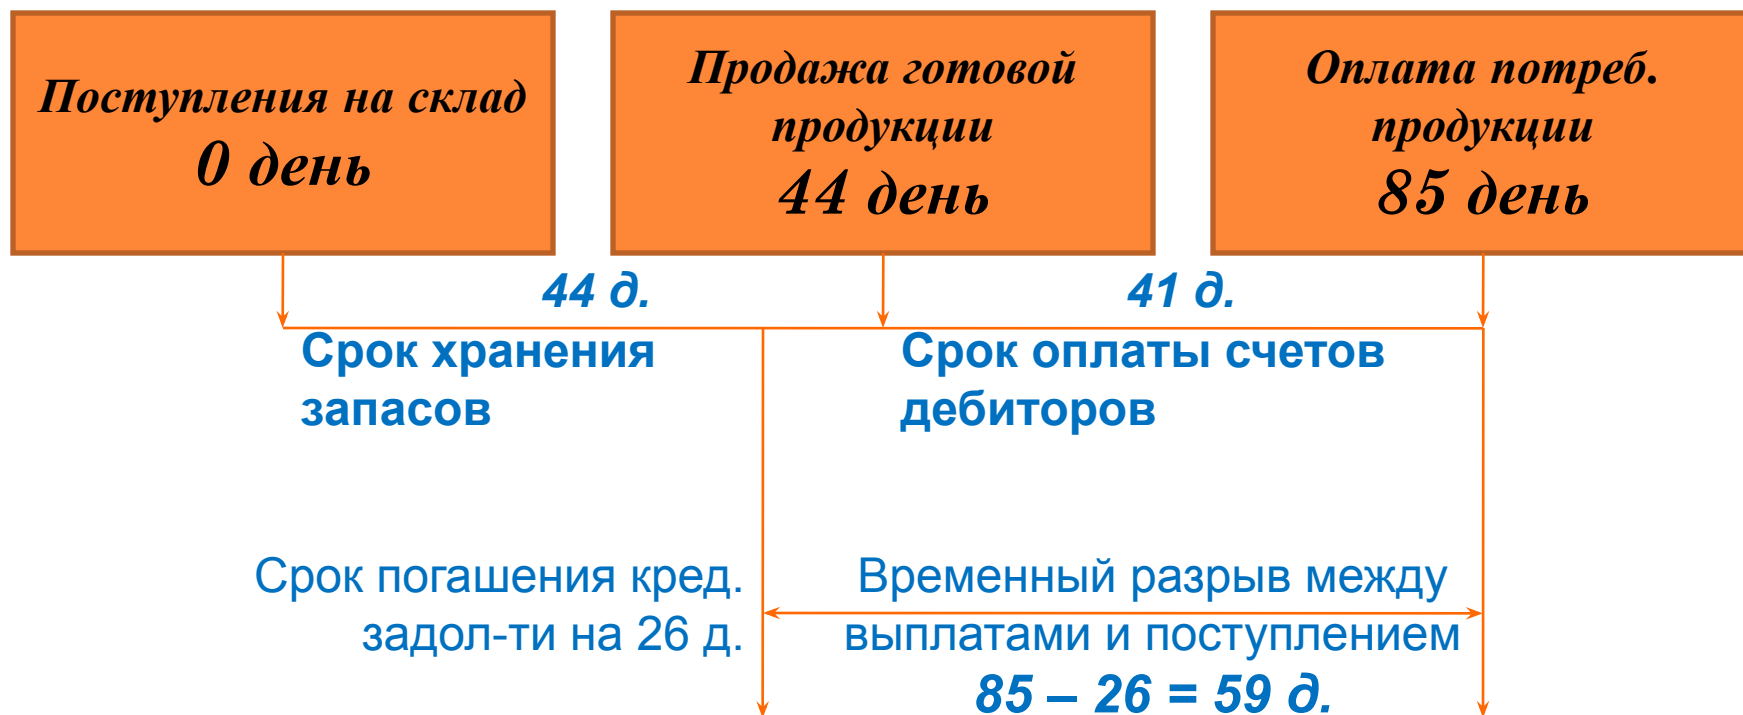 Поступления на склад
0 день
Продажа готовой
продукции
44 день
Оплата потреб.
продукции
85 день
44 д.
41 д.
Срок хранения
запасов
Срок оплаты счетов
дебиторов
Срок погашения кред.
задол-ти на 26 д.
Временный разрыв между
выплатами и поступлением
85 – 26 = 59 д.